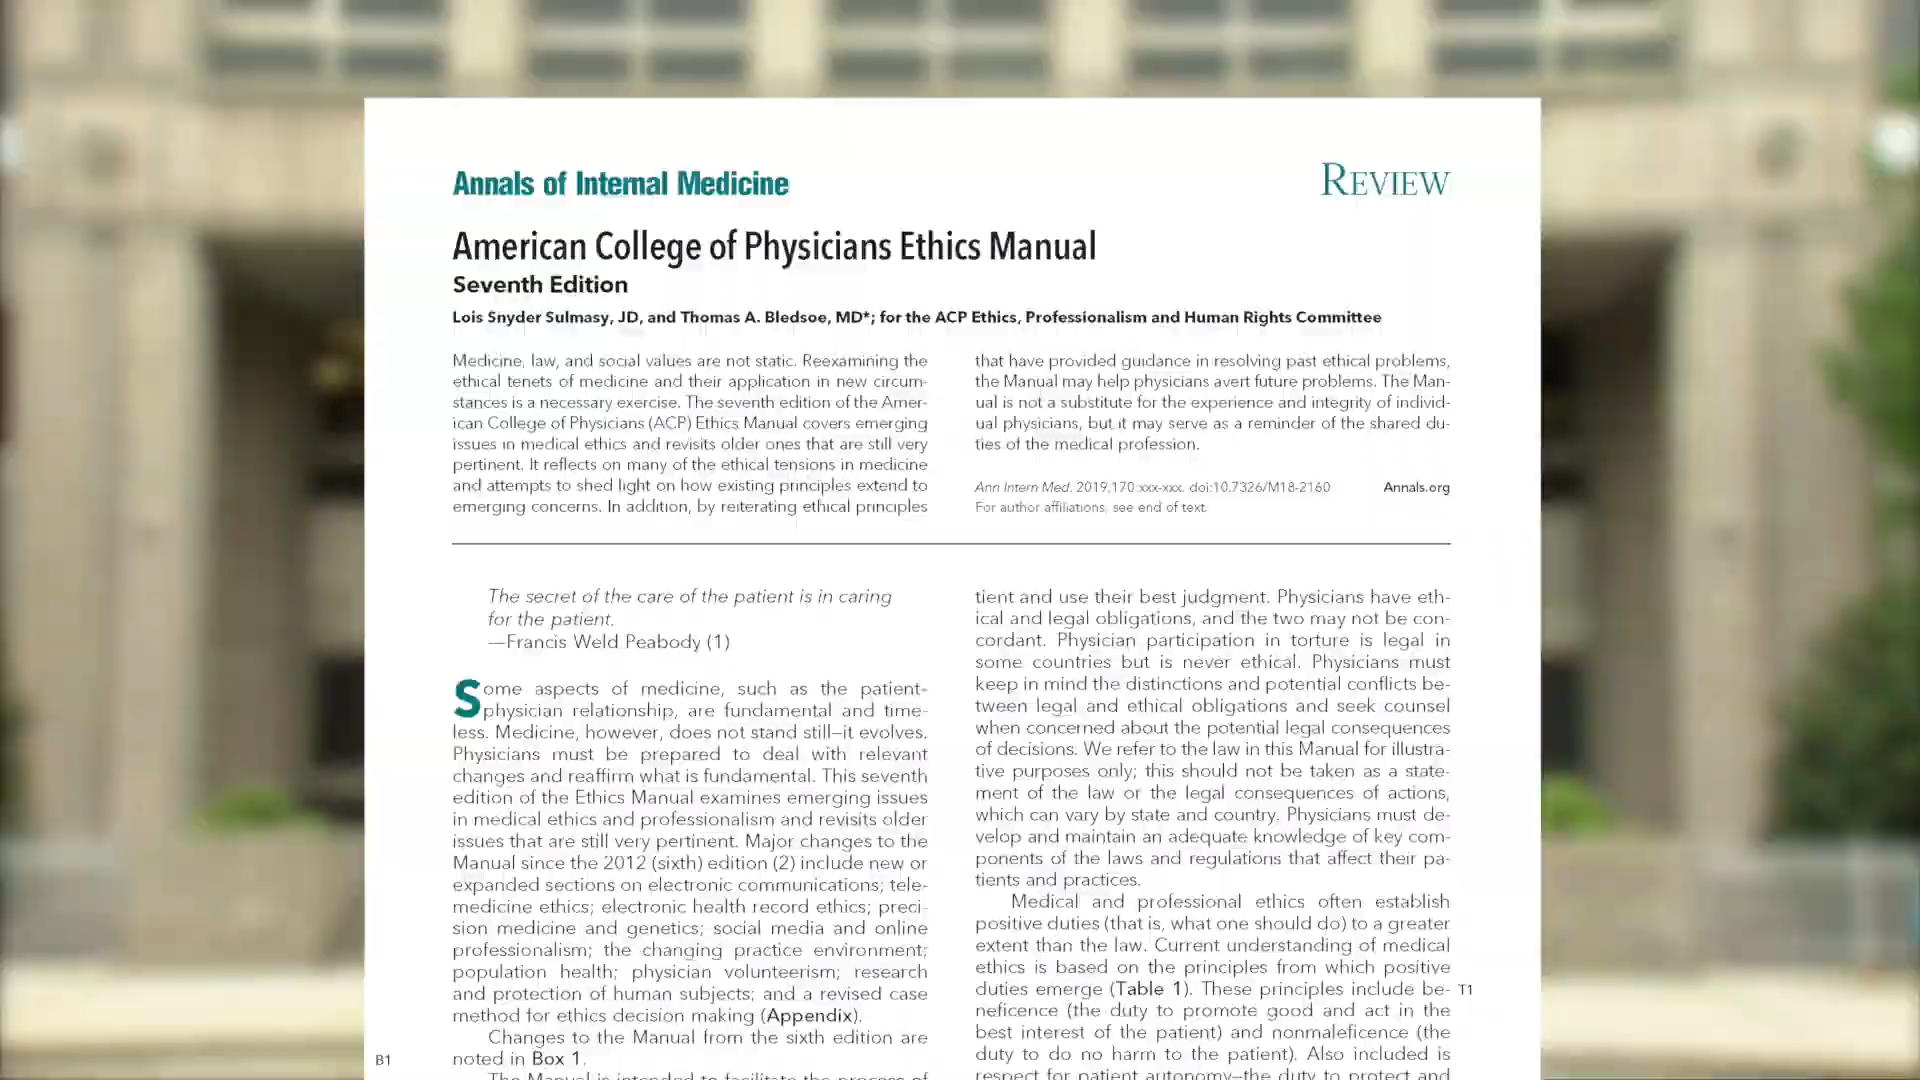 Annals of Internal Medicine
REVIEW
American College of Physicians Ethics Manual
Seventh Edition
Lois Snyder Sulmasy, JD, and Thomas A. Bledsoe, MD*; for the ACP Ethics, Professionalism and Human Rights Committee
Medicine, law, and social values are not static. Reexamining the
ethical tenets of medicine and their application in new circum-
stances is a necessary exercise. The seventh edition of the Amer-
ican College of Physicians (ACP) Ethics Manual covers emerging
issues in medical ethics and revisits older ones that are still very
pertinent. It reflects on many of the ethical tensions in medicine
and attempts to shed light on how existing principles extend to
emerging concerns. In addition, by reiterating ethical principles
that have provided guidance in resolving past ethical problems,
the Manual may help physicians avert future problems. The Man-
ual is not a substitute for the experience and integrity of individ-
ual physicians, but it may serve as a reminder of the shared du-
ties of the medical profession.
Ann Intern Med. 2019;170:xxx-xxx. doi:10.7326/M18-2160
Annals.org
For author affiliations, see end of text.
The secret of the care of the patient is in caring
for the patient.
—Francis Weld Peabody (1)
Some aspects of medicine, such as the patient-
physician relationship, are fundamental and time-
less. Medicine, however, does not stand still—it evolves.
Physicians must be prepared to deal with relevant
changes and reaffirm what is fundamental. This seventh
edition of the Ethics Manual examines emerging issues
in medical ethics and professionalism and revisits older
issues that are still very pertinent. Major changes to the
Manual since the 2012 (sixth) edition (2) include new or
expanded sections on electronic communications; tele-
medicine ethics; electronic health record ethics; preci-
sion medicine and genetics; social media and online
professionalism; the changing practice environment;
population health; physician volunteerism; research
and protection of human subjects; and a revised case
method for ethics decision making (Appendix).
Changes to the Manual from the sixth edition are
B1
noted in Box 1.
The Manual is intended to facilitate the process of
tient and use their best judgment. Physicians have eth-
ical and legal obligations, and the two may not be con-
cordant. Physician participation in torture is legal in
some countries but is never ethical. Physicians must
keep in mind the distinctions and potential conflicts be-
tween legal and ethical obligations and seek counsel
when concerned about the potential legal consequences
of decisions. We refer to the law in this Manual for illustra-
tive purposes only; this should not be taken as a state-
ment of the law or the legal consequences of actions,
which can vary by state and country. Physicians must de-
velop and maintain an adequate knowledge of key com-
ponents of the laws and regulations that affect their pa-
tients and practices.
Medical and professional ethics often establish
positive duties (that is, what one should do) to a greater
extent than the law. Current understanding of medical
ethics is based on the principles from which positive
duties emerge (Table 1). These principles include be-
T1
neficence (the duty to promote good and act in the
best interest of the patient) and nonmaleficence (the
duty to do no harm to the patient). Also included is
respect for patient autonomy—the duty to protect and